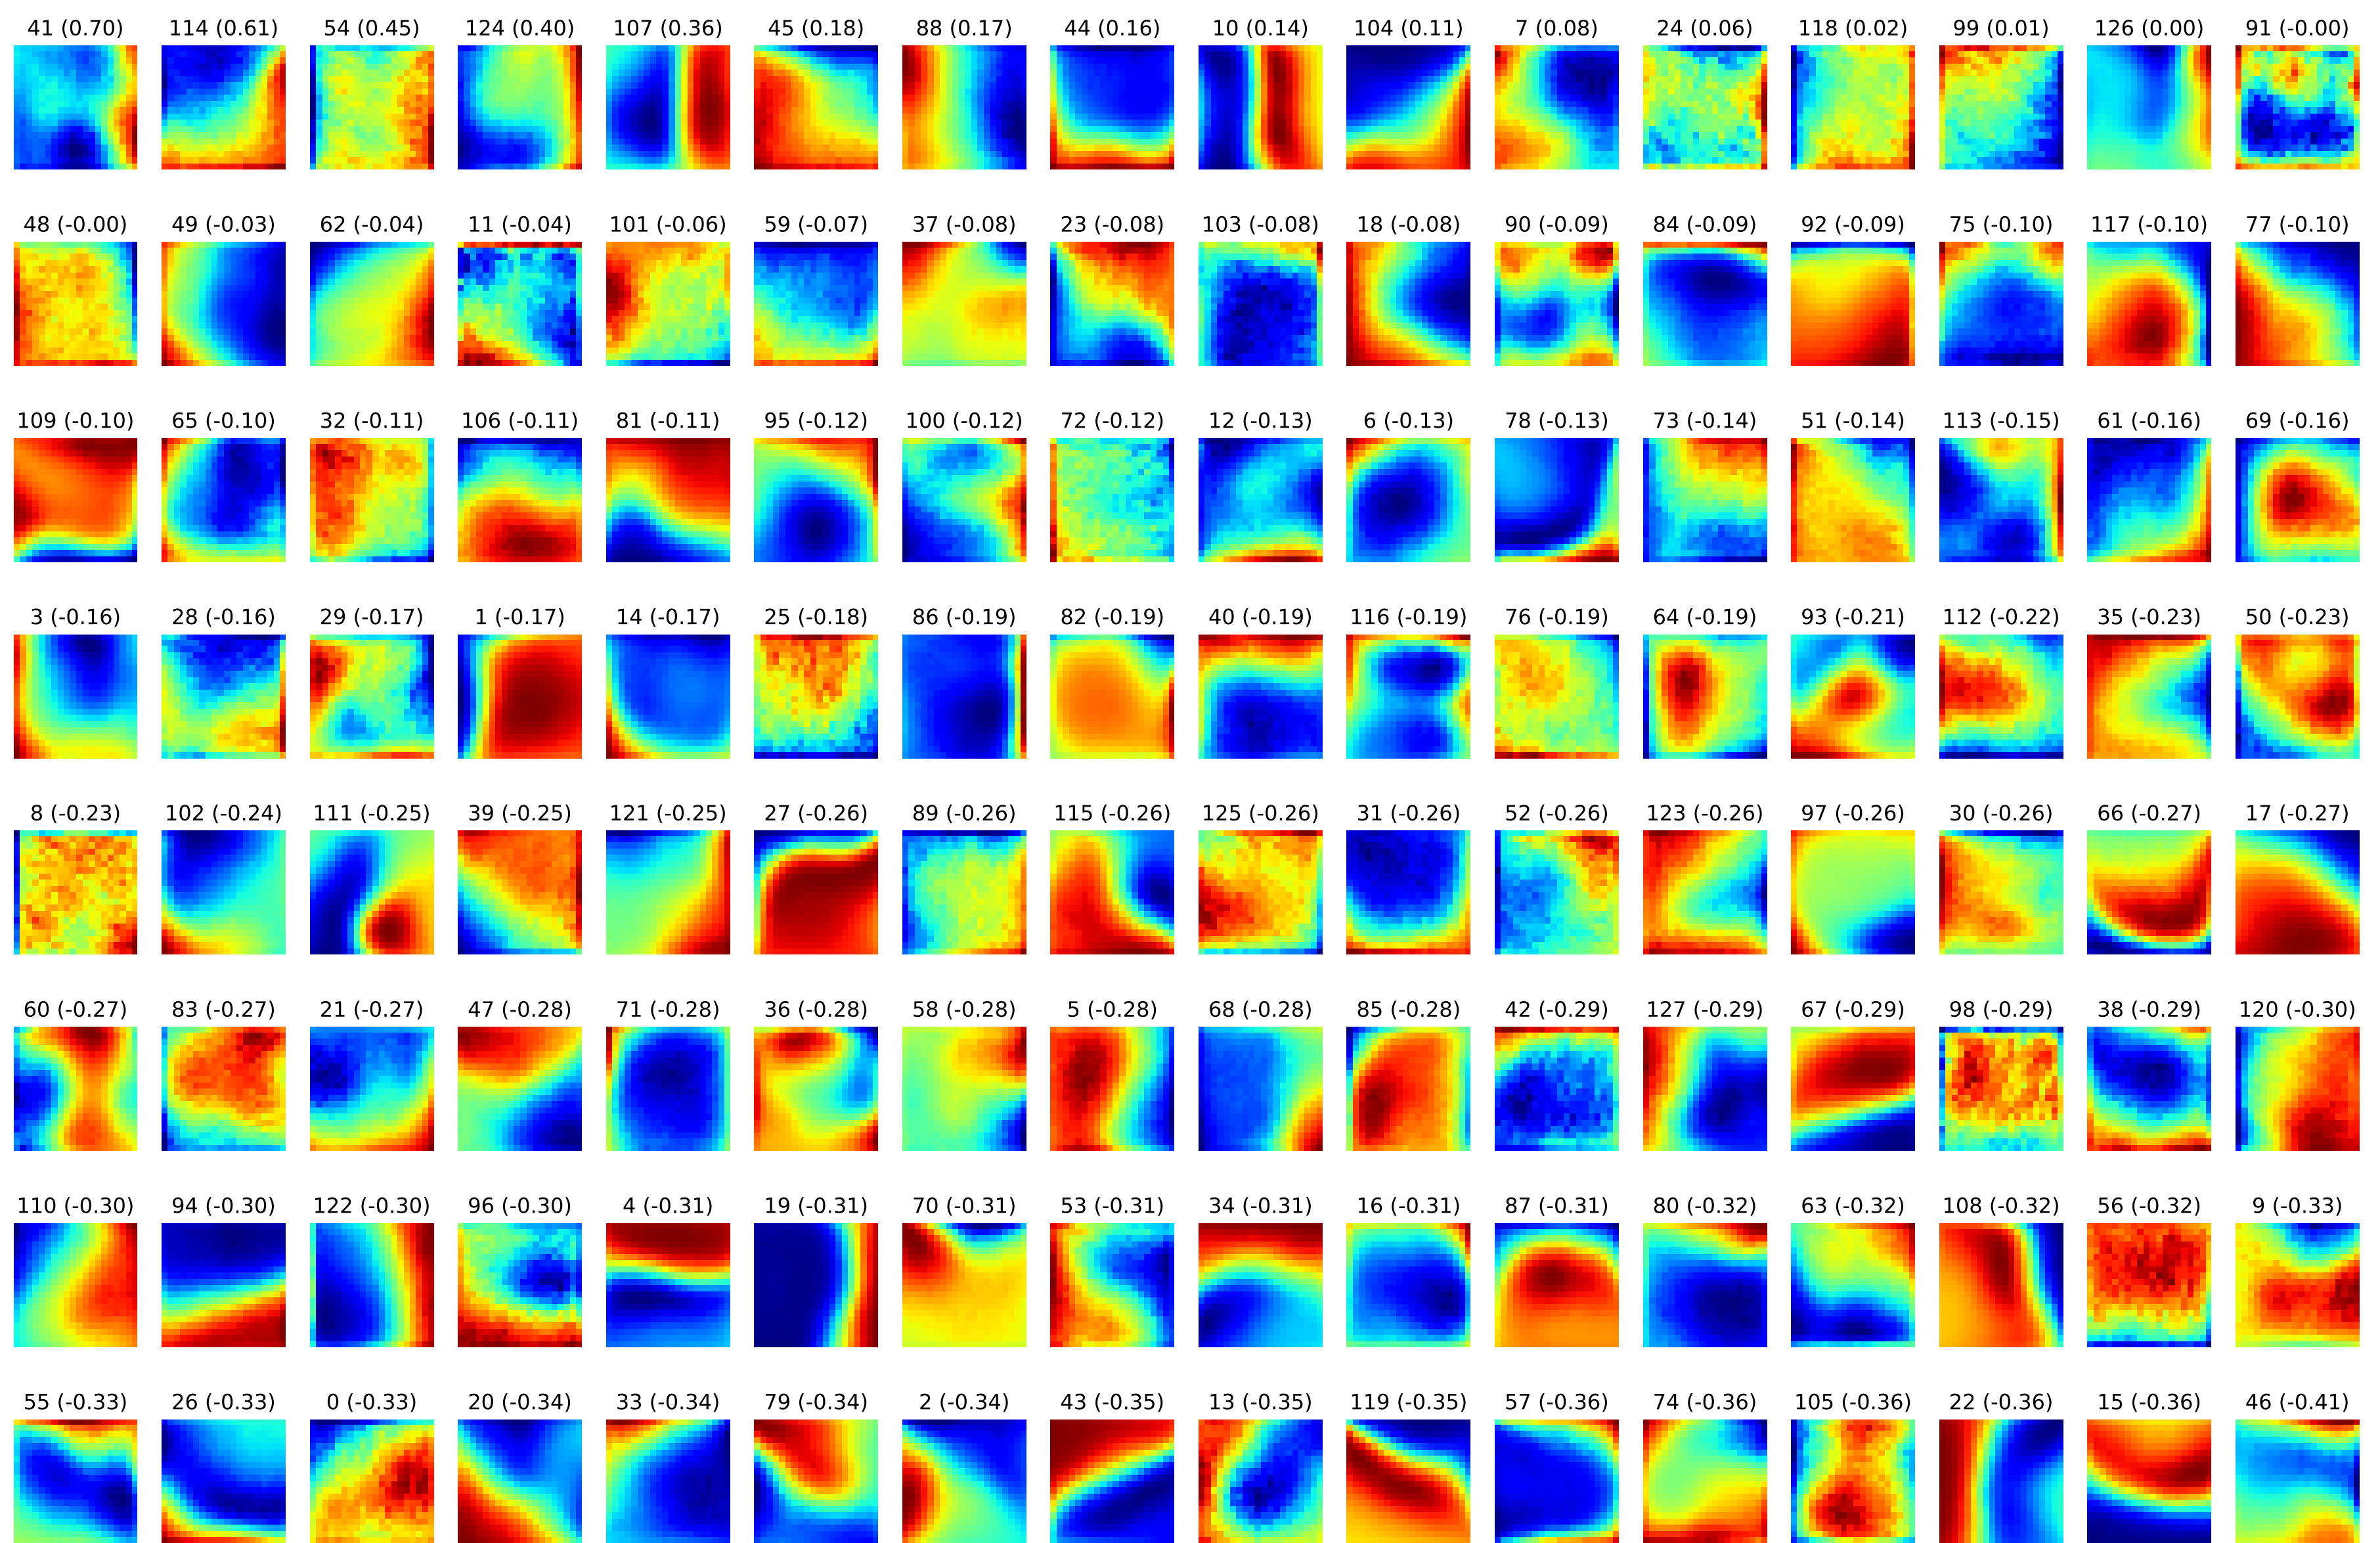 41 (0.70) 114 (0.61) 54 (0.45) 124 (0.40) 107 (0.36) 45 (0.18) 88 (0.17) 44 (0.16) 10 (0.14) 104 (0.11) 7 (0.08) 24 (0.06) 118 (0.02) 99 (0.01) 126 (0.00) 91 (-0.00)
48 (-0.00) 49 (-0.03) 62 (-0.04) 11 (-0.04) 101 (-0.06) 59 (-0.07) 37 (-0.08) 23 (-0.08) 103 (-0.08) 18 (-0.08) 90 (-0.09) 84 (-0.09) 92 (-0.09) 75 (-0.10) 117 (-0.10) 77 (-0.10)
109 (-0.10) 65 (-0.10) 32 (-0.11) 106 (-0.11) 81 (-0.11) 95 (-0.12) 100 (-0.12) 72 (-0.12) 12 (-0.13) 6 (-0.13) 78 (-0.13) 73 (-0.14) 51 (-0.14) 113 (-0.15) 61 (-0.16) 69 (-0.16)
3 (-0.16) 28 (-0.16) 29 (-0.17) 1 (-0.17) 14 (-0.17) 25 (-0.18) 86 (-0.19) 82 (-0.19) 40 (-0.19) 116 (-0.19) 76 (-0.19) 64 (-0.19) 93 (-0.21) 112 (-0.22) 35 (-0.23) 50 (-0.23)
8 (-0.23) 102 (-0.24) 111 (-0.25) 39 (-0.25) 121 (-0.25) 27 (-0.26) 89 (-0.26) 115 (-0.26) 125 (-0.26) 31 (-0.26) 52 (-0.26) 123 (-0.26) 97 (-0.26) 30 (-0.26) 66 (-0.27) 17 (-0.27)
60 (-0.27) 83 (-0.27) 21 (-0.27) 47 (-0.28) 71 (-0.28) 36 (-0.28) 58 (-0.28) 5 (-0.28) 68 (-0.28) 85 (-0.28) 42 (-0.29) 127 (-0.29) 67 (-0.29) 98 (-0.29) 38 (-0.29) 120 (-0.30)
110 (-0.30) 94 (-0.30) 122 (-0.30) 96 (-0.30) 4 (-0.31) 19 (-0.31) 70 (-0.31) 53 (-0.31) 34 (-0.31) 16 (-0.31) 87 (-0.31) 80 (-0.32) 63 (-0.32) 108 (-0.32) 56 (-0.32) 9 (-0.33)
55 (-0.33) 26 (-0.33) 0 (-0.33) 20 (-0.34) 33 (-0.34) 79 (-0.34) 2 (-0.34) 43 (-0.35) 13 (-0.35) 119 (-0.35) 57 (-0.36) 74 (-0.36) 105 (-0.36) 22 (-0.36) 15 (-0.36) 46 (-0.41)